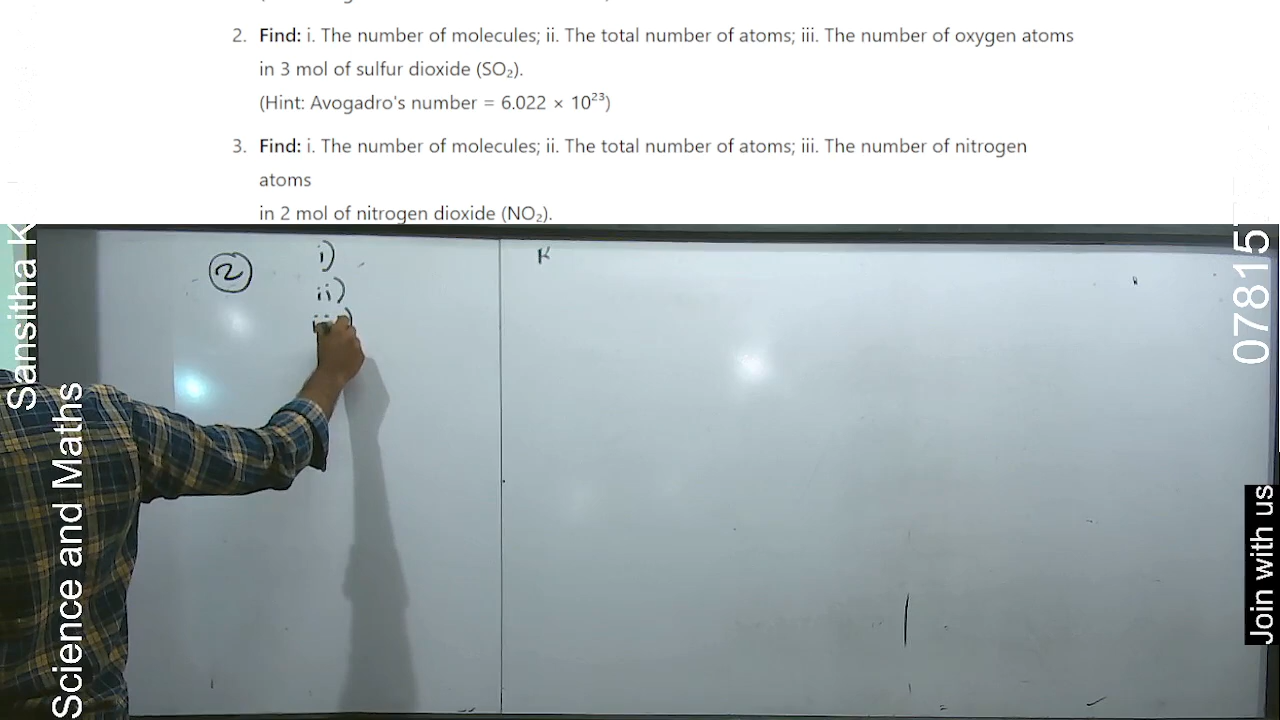 2. Find: i. The number of molecules; ii. The total number of atoms; iii. The number of oxygen atoms
in 3 mol of sulfur dioxide (SO₂).
(Hint: Avogadro's number = 6.022 × 10²³)
3. Find: i. The number of molecules; ii. The total number of atoms; iii. The number of nitrogen
atoms
in 2 mol of nitrogen dioxide (NO₂).
Sansitha K
Science and Maths
2
i)
ii)
K
07815
Join with us